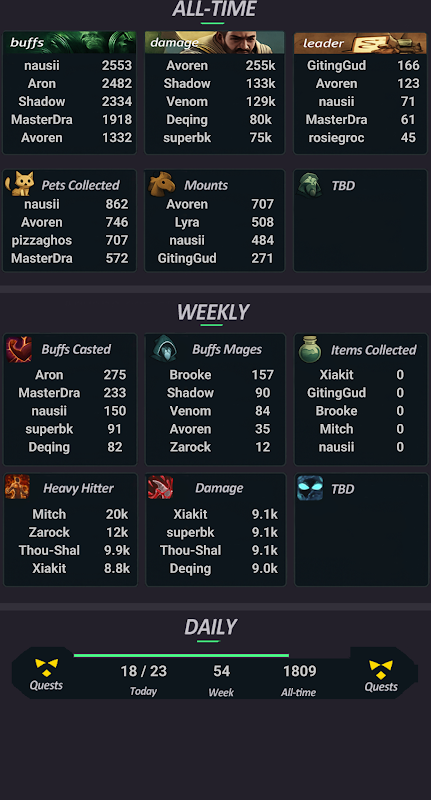 ALL-TIME
buffs damage leader
nausii 2553 Avoren 255k GitingGud 166
Aron 2482 Shadow 133k Avoren 123
Shadow 2334 Venom 129k nausii 71
MasterDra 1918 Deqing 80k MasterDra 61
Avoren 1332 superbk 75k rosiegroc 45
Pets Collected Mounts TBD
nausii 862 Avoren 707
Avoren 746 Lyra 508
pizzaghos 707 nausii 484
MasterDra 572 GitingGud 271
WEEKLY
Buffs Casted Buffs Mages Items Collected
Aron 275 Brooke 157 Xiakit 0
MasterDra 233 Shadow 90 GitingGud 0
nausii 150 Venom 84 Brooke 0
superbk 91 Avoren 35 Mitch 0
Deqing 82 Zarock 12 nausii 0
Heavy Hitter Damage TBD
Mitch 20k Xiakit 9.1k
Zarock 12k superbk 9.1k
Thou-Shal 9.9k Thou-Shal 9.1k
Xiakit 8.8k Deqing 9.0k
DAILY
18 / 23 54 1809
Quests Today Week All-time Quests